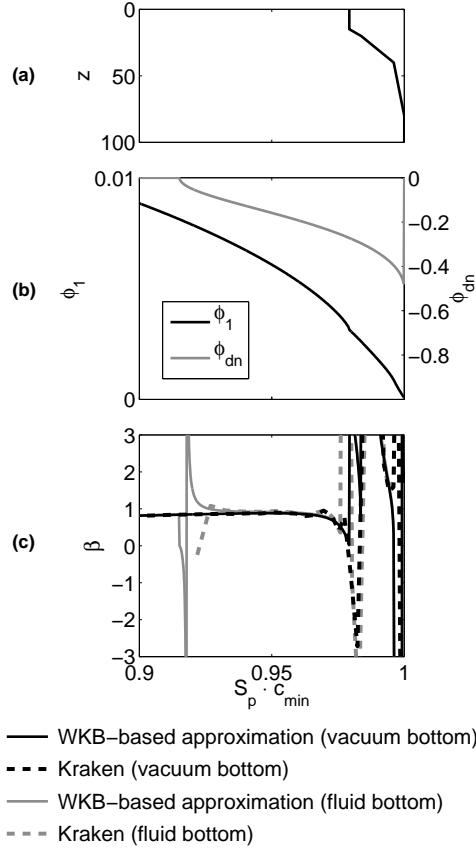 0
(a)
z
50
100
0.01
0
−0.2
(b)
ϕ1
−0.4
ϕdn
ϕ1
−0.6
ϕdn
−0.8
0
3
2
1
(c)
β
0
−1
−2
−3
0.9
0.95
1
Sp · cmin
WKB−based approximation (vacuum bottom)
Kraken (vacuum bottom)
WKB−based approximation (fluid bottom)
Kraken (fluid bottom)